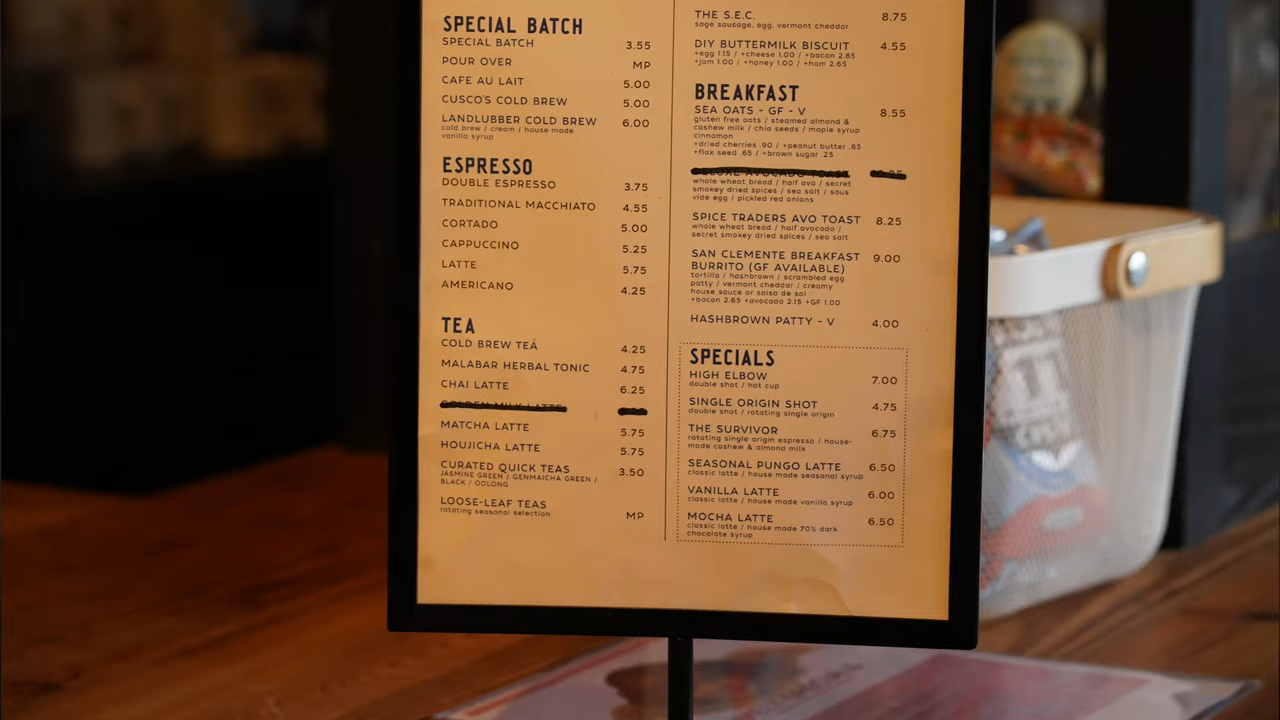 SPECIAL BATCH
SPECIAL BATCH 3.55
POUR OVER MP
CAFE AU LAIT 5.00
CUSCO'S COLD BREW 5.00
LANDLUBBER COLD BREW 6.00
cold brew / cream / house made
vanilla syrup
ESPRESSO
DOUBLE ESPRESSO 3.75
TRADITIONAL MACCHIATO 4.55
CORTADO 5.00
CAPPUCCINO 5.25
LATTE 5.75
AMERICANO 4.25
TEA
COLD BREW TEA 4.25
MALABAR HERBAL TONIC 4.75
CHAI LATTE 6.25
GOLDEN MILK LATTE
MATCHA LATTE 5.75
HOUJICHA LATTE 5.75
CURATED QUICK TEAS 3.50
JASMINE GREEN / GENMAICHA GREEN /
BLACK / OOLONG
LOOSE-LEAF TEAS MP
rotating seasonal selection
THE S.E.C. 8.75
sage sausage, egg, vermont cheddar
DIY BUTTERMILK BISCUIT 4.55
+egg 1.15 / +cheese 1.00 / +bacon 2.65
+jam 1.00 / +honey 1.00 / +ham 2.65
BREAKFAST
SEA OATS - GF - V 8.55
gluten free oats / steamed almond &
cashew milk / chia seeds / maple syrup
cinnamon
+dried cherries .90 / +peanut butter .65
+flax seed .65 / +brown sugar .25
DELUXE AVOCADO TOAST
whole wheat bread / half avo / secret
smokey dried spices / sea salt / sous
vide egg / pickled red onions
SPICE TRADERS AVO TOAST 8.25
whole wheat bread / half avocado /
secret smokey dried spices / sea salt
SAN CLEMENTE BREAKFAST 9.00
BURRITO (GF AVAILABLE)
tortilla / hashbrown / scrambled egg
patty / vermont cheddar / creamy
house sauce or salsa de sol
+bacon 2.65 +avocado 2.15 +GF 1.00
HASHBROWN PATTY - V 4.00
SPECIALS
HIGH ELBOW 7.00
double shot / hot cup
SINGLE ORIGIN SHOT 4.75
double shot / rotating single origin
THE SURVIVOR 6.75
rotating single origin espresso / house-
made cashew & almond milk
SEASONAL PUNGO LATTE 6.50
classic latte / house made seasonal syrup
VANILLA LATTE 6.00
classic latte / house made vanilla syrup
MOCHA LATTE 6.50
classic latte / house made 70% dark
chocolate syrup